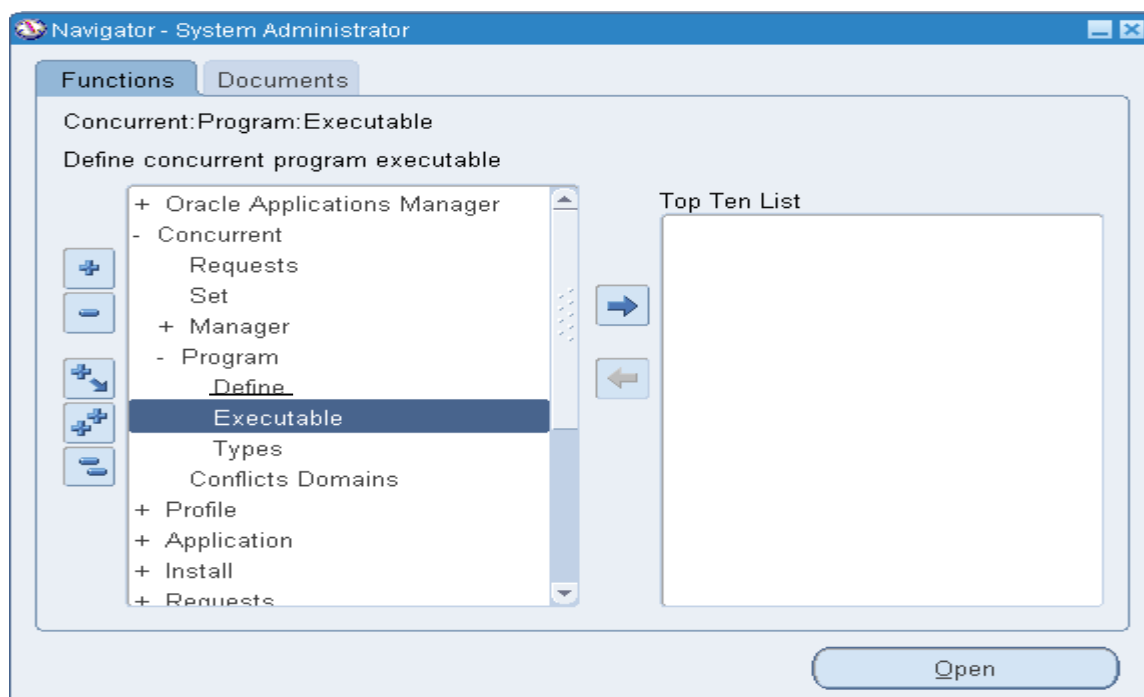 Navigator - System Administrator
Functions
Documents
Concurrent:Program:Executable
Define concurrent program executable
+ Oracle Applications Manager
- Concurrent
Requests
Set
+ Manager
- Program
Define
Executable
Types
Conflicts Domains
+ Profile
+ Application
+ Install
+ Requests
Top Ten List
Open